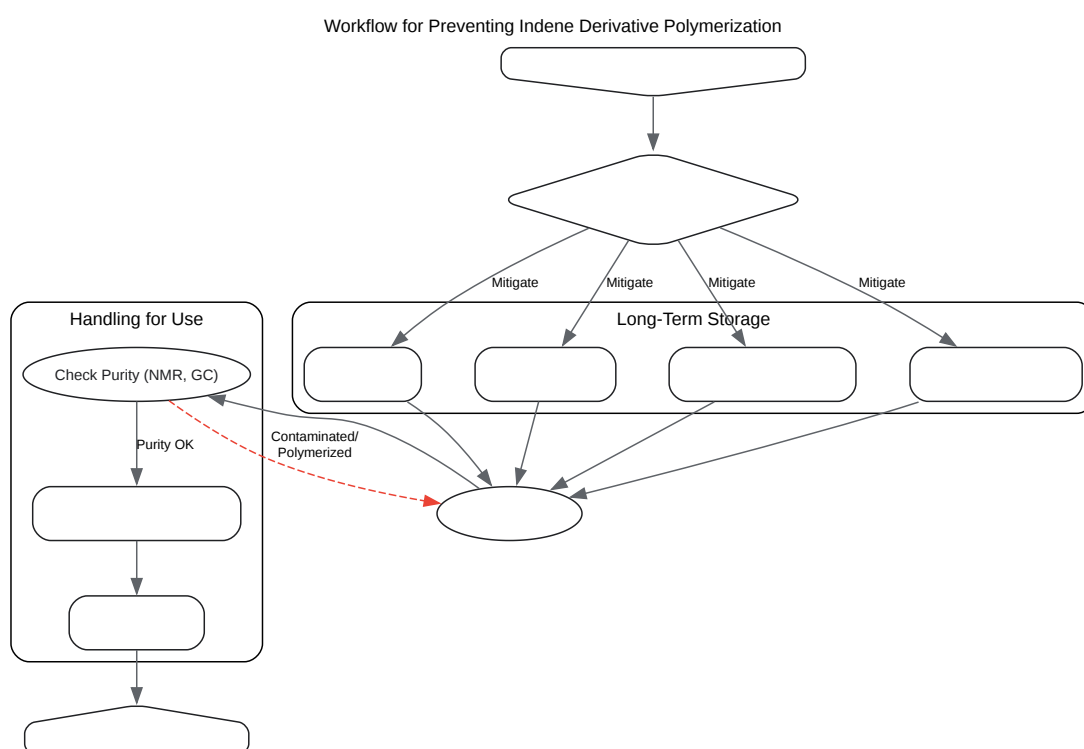 Workflow for Preventing Indene Derivative Polymerization
Mitigate
Mitigate
Mitigate
Mitigate
Handling for Use
Long-Term Storage
Check Purity (NMR, GC)
Purity OK
Contaminated/
Polymerized